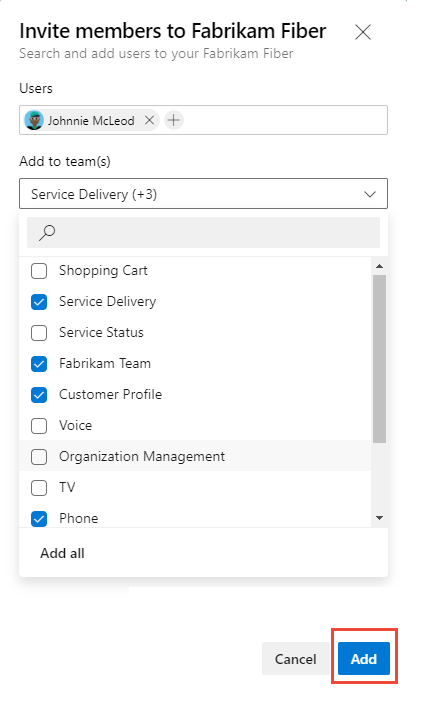 Invite members to Fabrikam Fiber
Search and add users to your Fabrikam Fiber
Users
Johnnie McLeod
Add to team(s)
Service Delivery (+3)
Shopping Cart
Service Delivery
Service Status
Fabrikam Team
Customer Profile
Voice
Organization Management
TV
Phone
Add all
Cancel Add